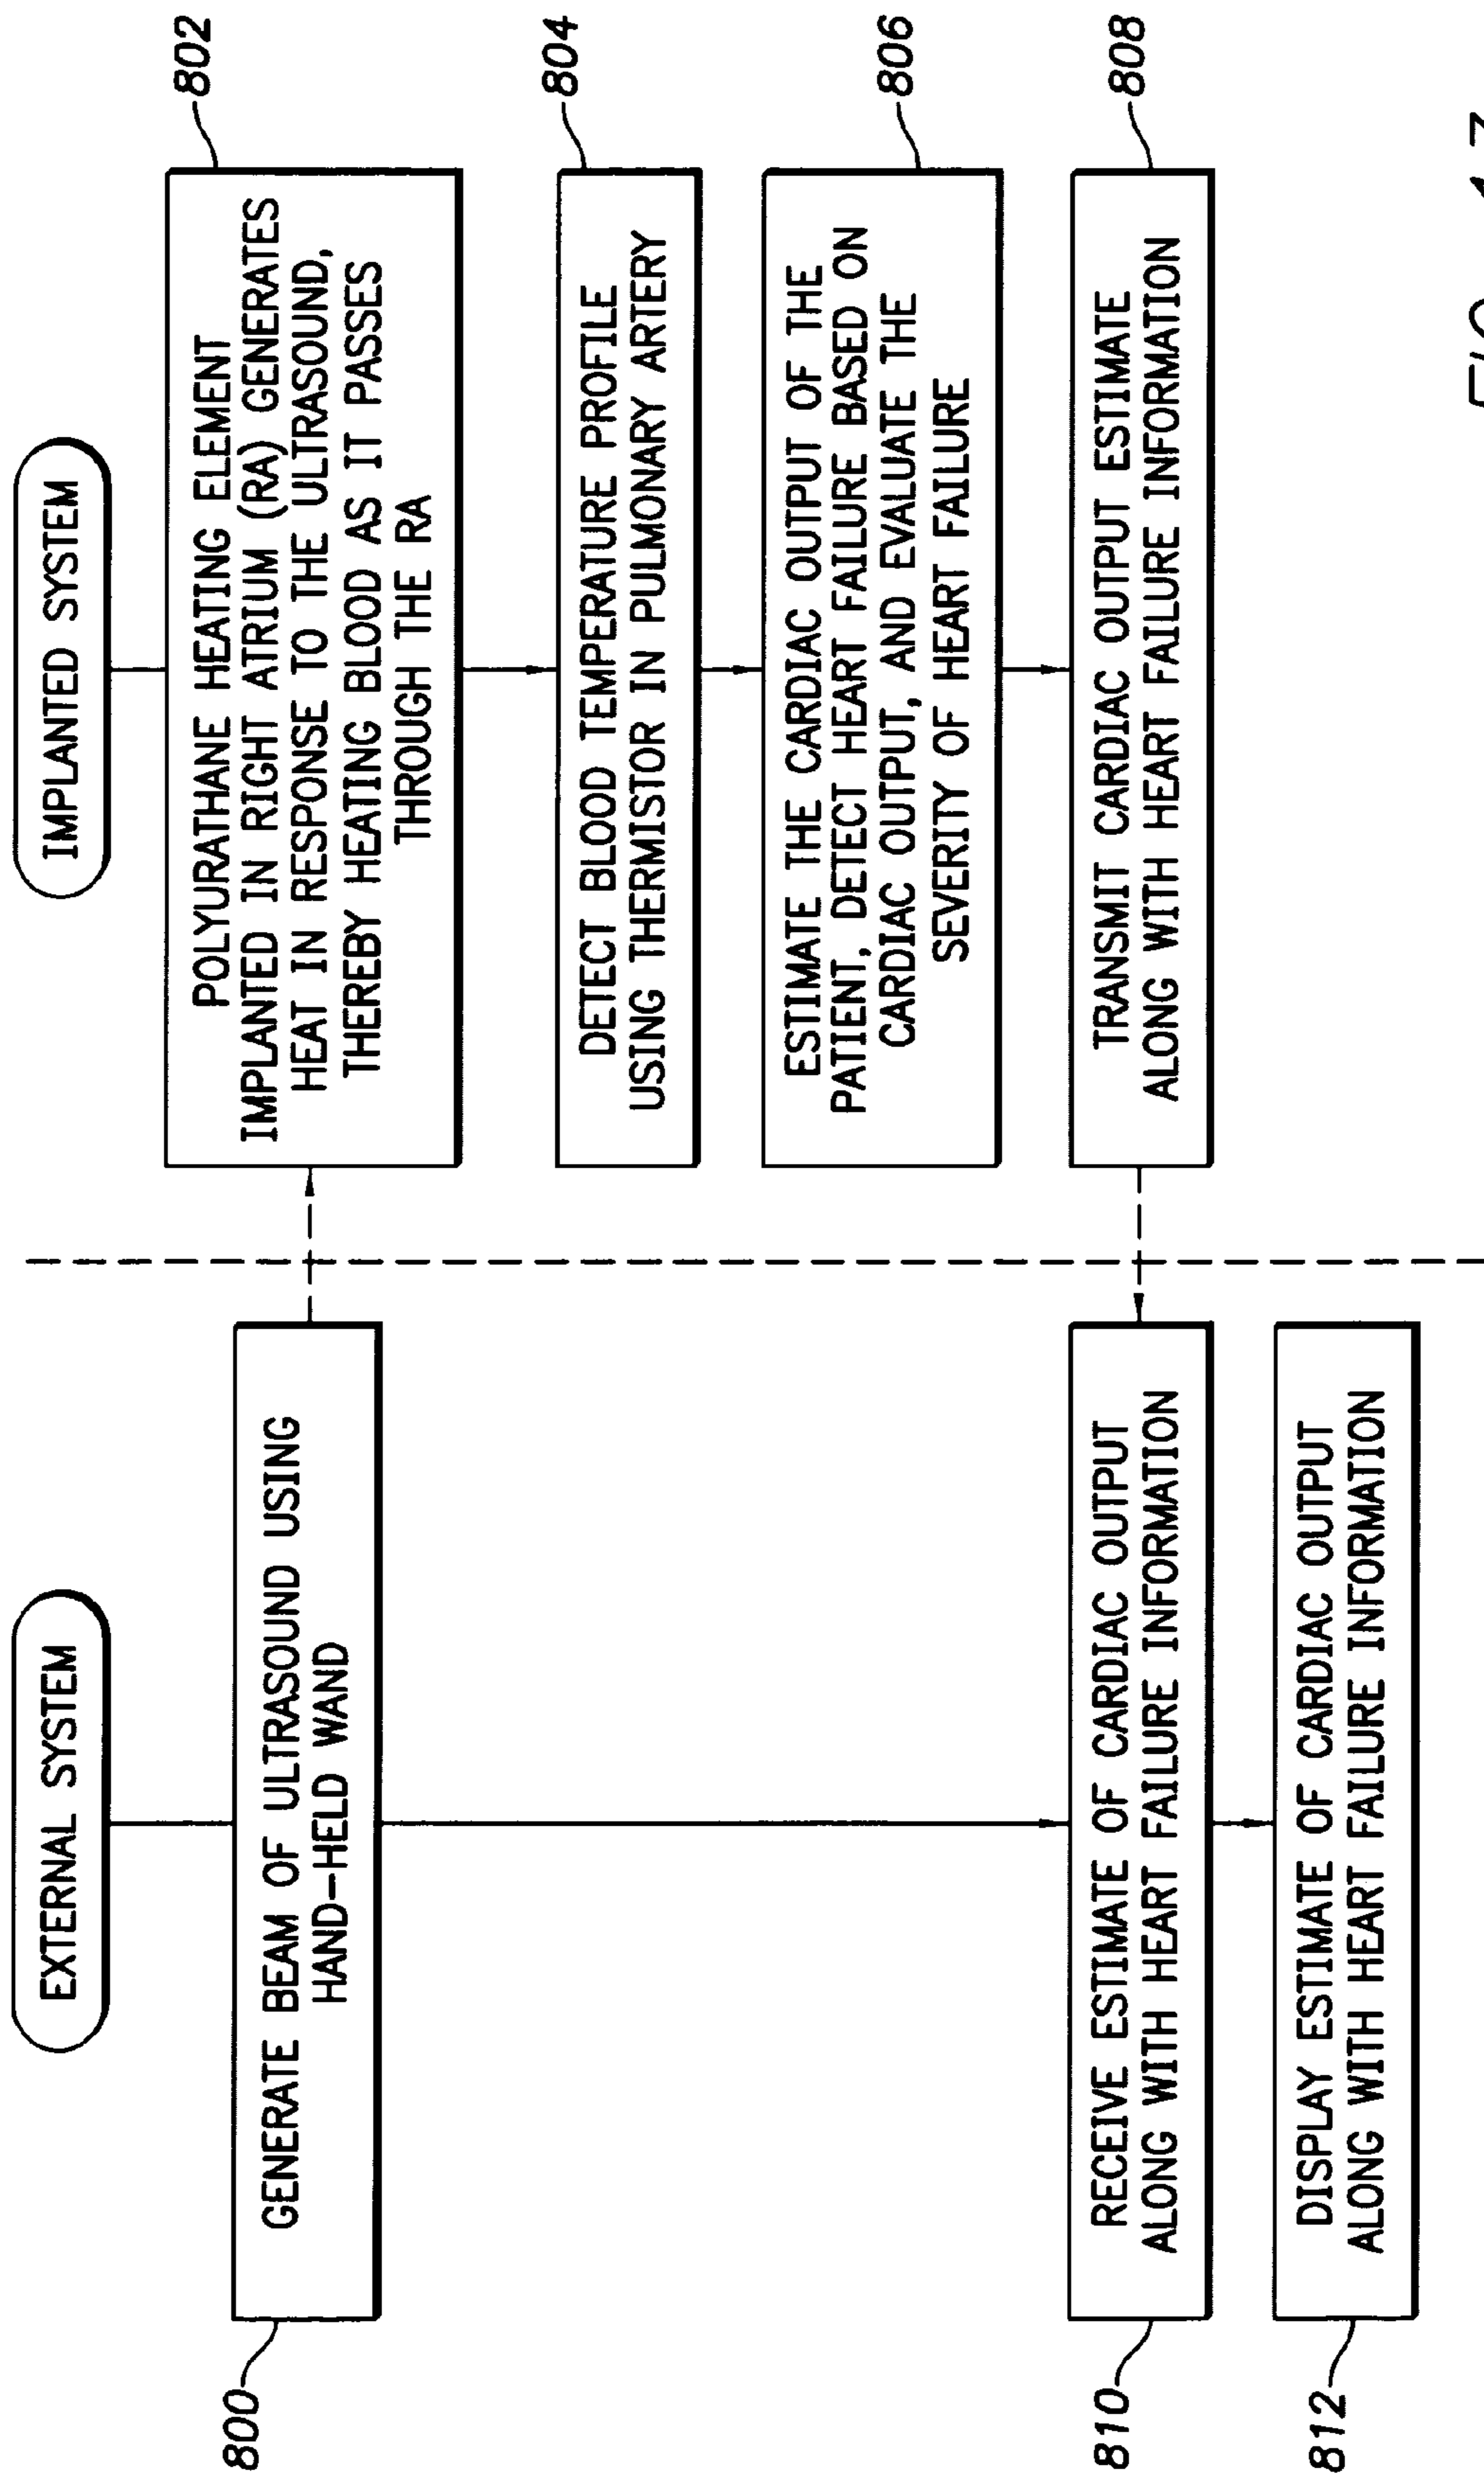 EXTERNAL SYSTEM
800
GENERATE BEAM OF ULTRASOUND USING
HAND-HELD WAND
810
RECEIVE ESTIMATE OF CARDIAC OUTPUT
ALONG WITH HEART FAILURE INFORMATION
812
DISPLAY ESTIMATE OF CARDIAC OUTPUT
ALONG WITH HEART FAILURE INFORMATION
IMPLANTED SYSTEM
POLYURATHANE HEATING ELEMENT
IMPLANTED IN RIGHT ATRIUM (RA) GENERATES
HEAT IN RESPONSE TO THE ULTRASOUND,
THEREBY HEATING BLOOD AS IT PASSES
THROUGH THE RA
802
DETECT BLOOD TEMPERATURE PROFILE
USING THERMISTOR IN PULMONARY ARTERY
804
ESTIMATE THE CARDIAC OUTPUT OF THE
PATIENT, DETECT HEART FAILURE BASED ON
CARDIAC OUTPUT, AND EVALUATE THE
SEVERITY OF HEART FAILURE
806
TRANSMIT CARDIAC OUTPUT ESTIMATE
ALONG WITH HEART FAILURE INFORMATION
808